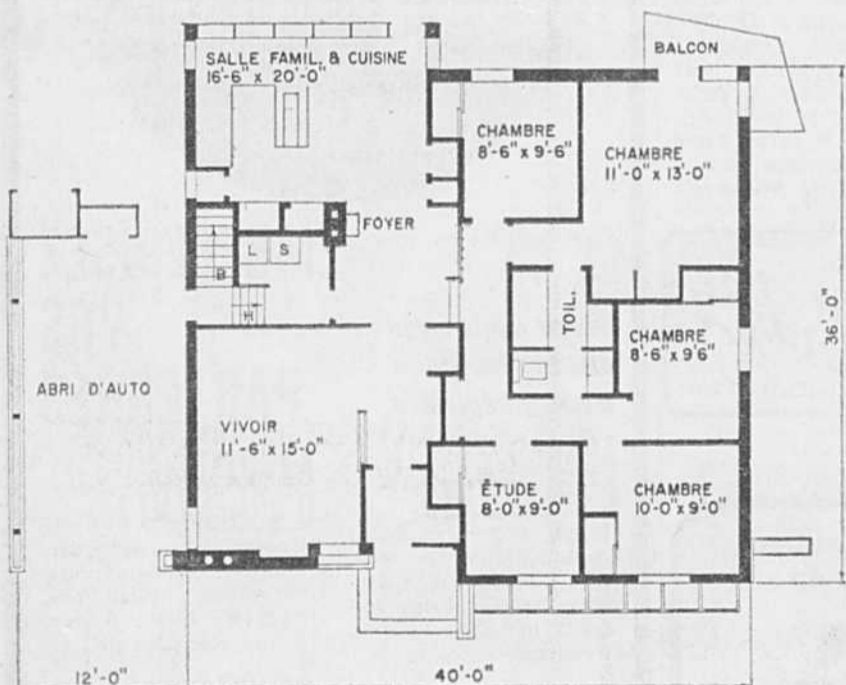 SALLE FAMIL. & CUISINE
16'-6" x 20'-0"
BALCON
CHAMBRE
8'-6" x 9'-6"
CHAMBRE
11'-0" x 13'-0"
FOYER
L S
B
H
TOIL.
CHAMBRE
8'-6" x 9'6"
36'-0"
ABRI D'AUTO
VIVOIR
11'-6" x 15'-0"
ÉTUDE
8'-0" x 9'-0"
CHAMBRE
10'-0" x 9'-0"
12'-0"
40'-0"